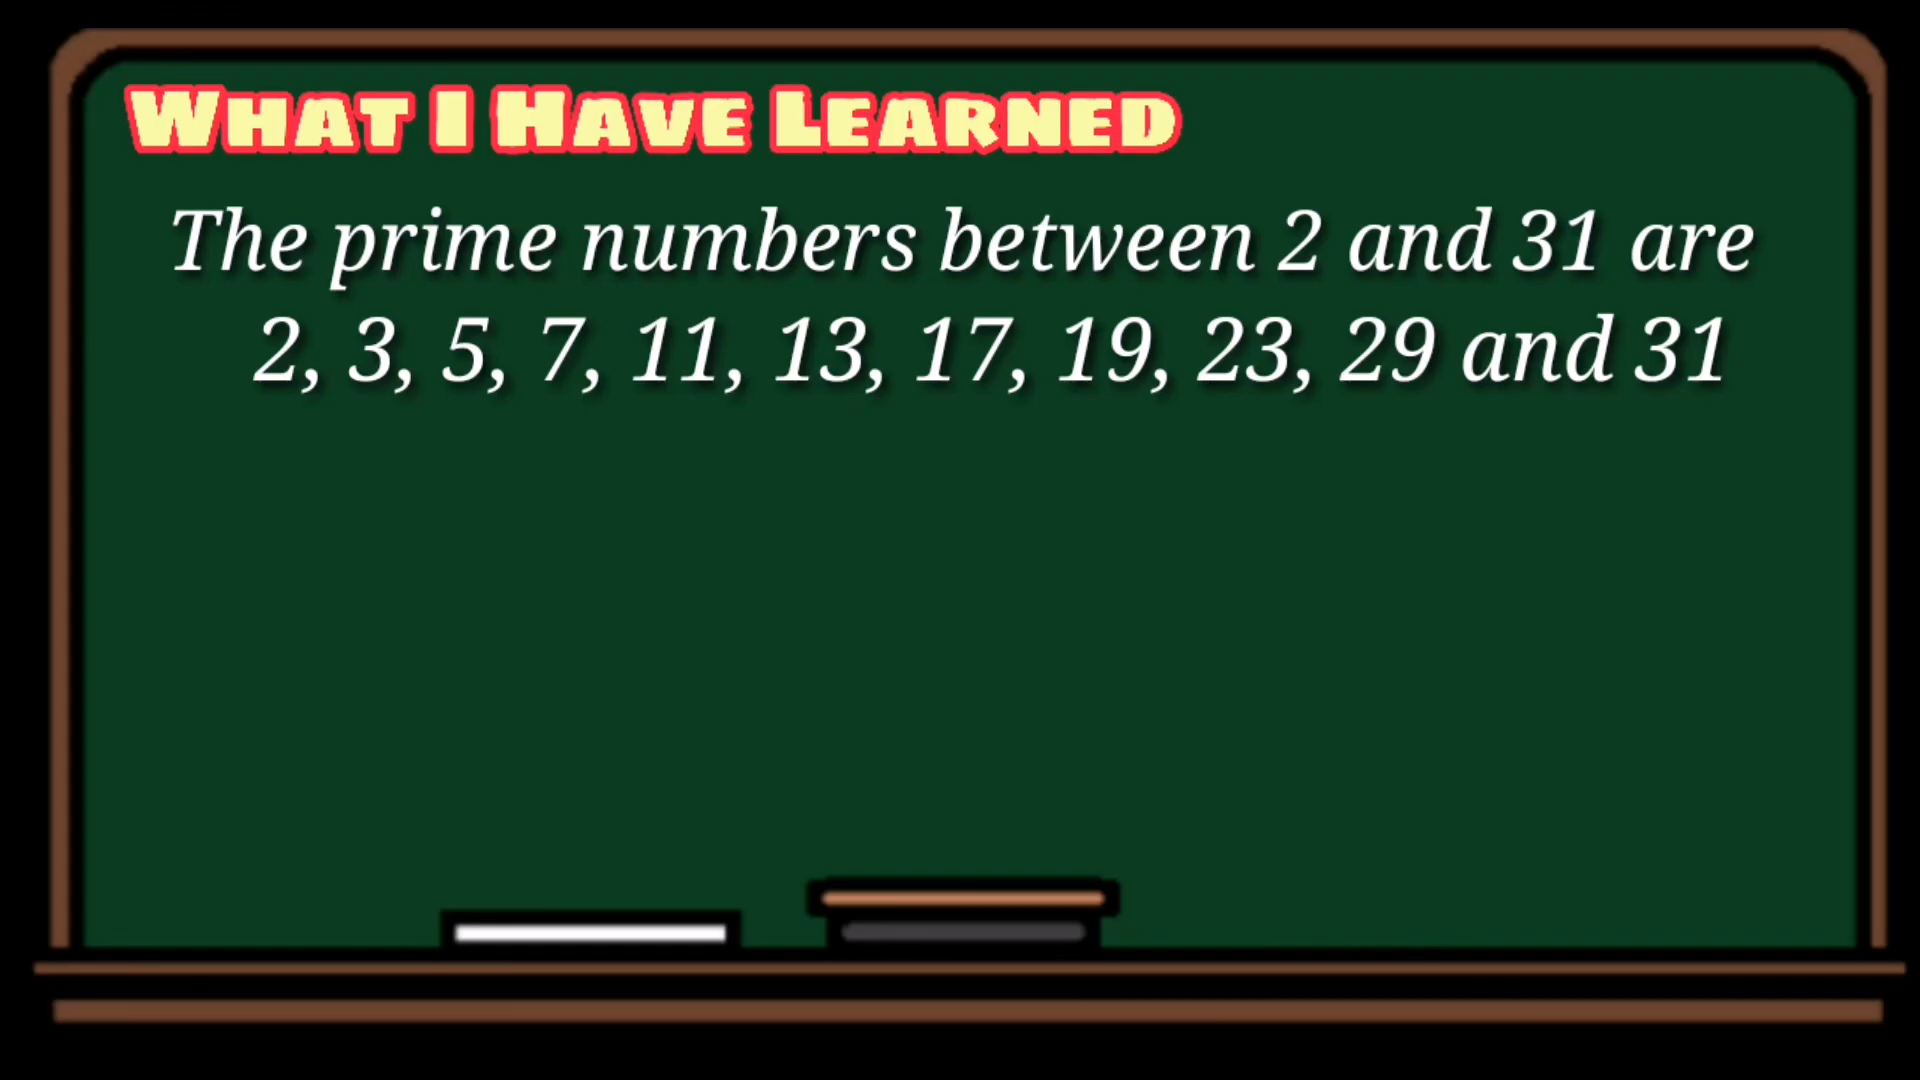 What I Have Learned
The prime numbers between 2 and 31 are
2, 3, 5, 7, 11, 13, 17, 19, 23, 29 and 31